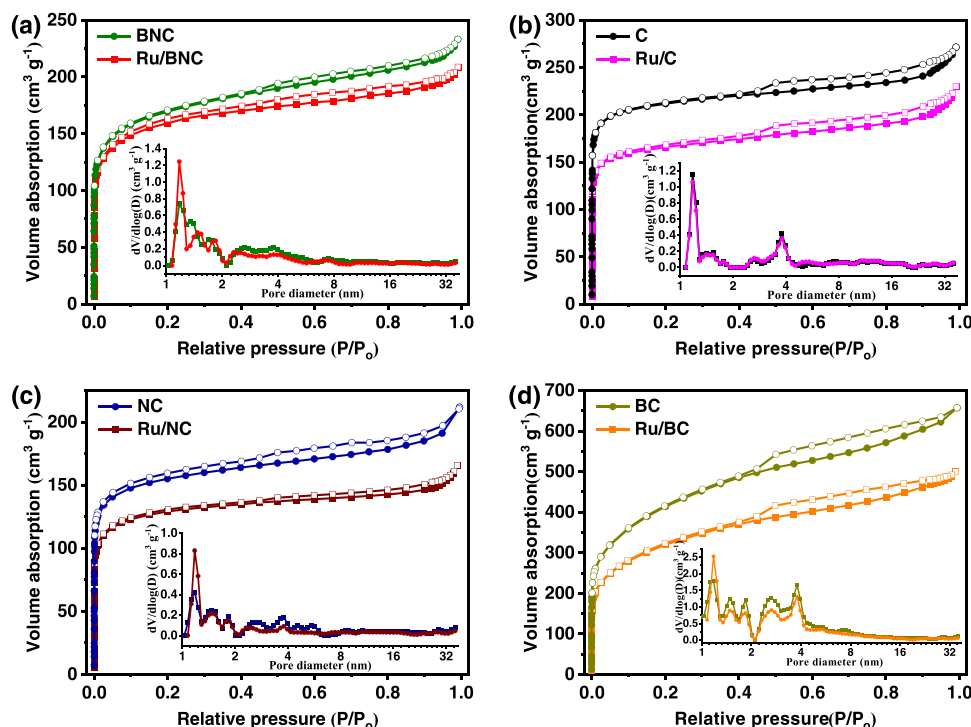 (a)
BNC
Ru/BNC
Volume absorption (cm³ g⁻¹)
250
200
150
100
50
0
0.0 0.2 0.4 0.6 0.8 1.0
Relative pressure (P/Pₒ)
dV/dlog(D) (cm³ g⁻¹)
1.4
1.2
1.0
0.8
0.6
0.4
0.2
0.0
1 2 4 8 16 32
Pore diameter (nm)
(b)
C
Ru/C
Volume absorption(cm³ g⁻¹)
300
250
200
150
100
50
0
0.0 0.2 0.4 0.6 0.8 1.0
Relative pressure(P/Pₒ)
dV/dlog(D)(cm³ g⁻¹)
1.2
1.0
0.8
0.6
0.4
0.2
0.0
1 2 4 8 16 32
Pore diameter (nm)
(c)
NC
Ru/NC
Volume absorption (cm³ g⁻¹)
200
150
100
50
0
0.0 0.2 0.4 0.6 0.8 1.0
Relative pressure (P/Pₒ)
dV/dlog(D) (cm³ g⁻¹)
1.0
0.8
0.6
0.4
0.2
0.0
1 2 4 8 16 32
Pore diameter (nm)
(d)
BC
Ru/BC
Volume absorption(cm³ g⁻¹)
700
600
500
400
300
200
100
0
0.0 0.2 0.4 0.6 0.8 1.0
Relative pressure(P/Pₒ)
dV/dlog(D)(cm³ g⁻¹)
2.5
2.0
1.5
1.0
0.5
0.0
1 2 4 8 16 32
Pore diameter (nm)